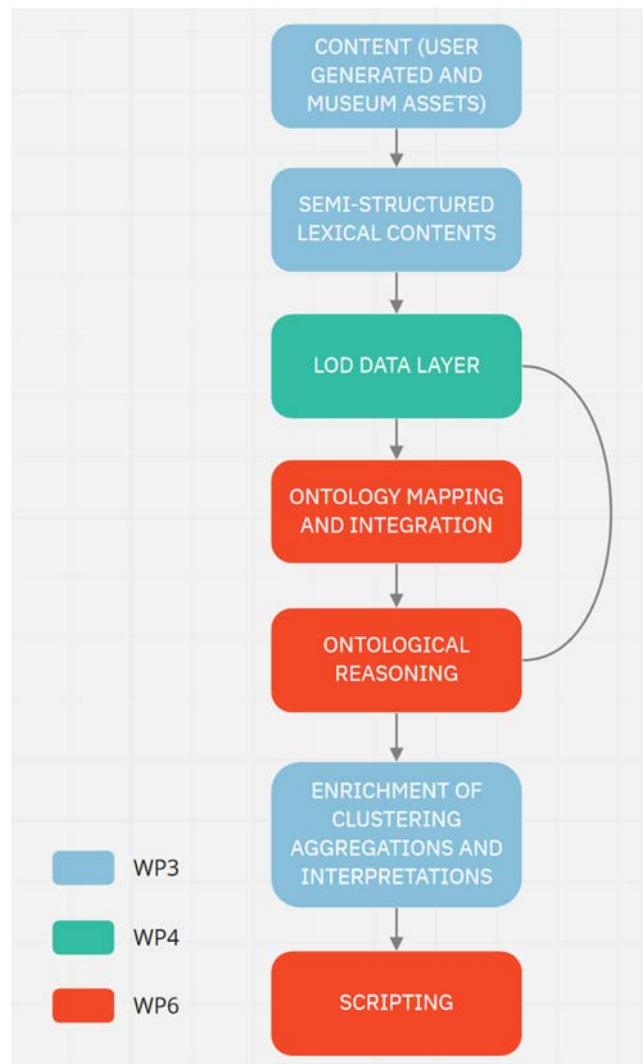 CONTENT (USER
GENERATED AND
MUSEUM ASSETS)
SEMI-STRUCTURED
LEXICAL CONTENTS
LOD DATA LAYER
ONTOLOGY MAPPING
AND INTEGRATION
ONTOLOGICAL
REASONING
ENRICHMENT OF
CLUSTERING
AGGREGATIONS AND
INTERPRETATIONS
SCRIPTING
WP3
WP4
WP6